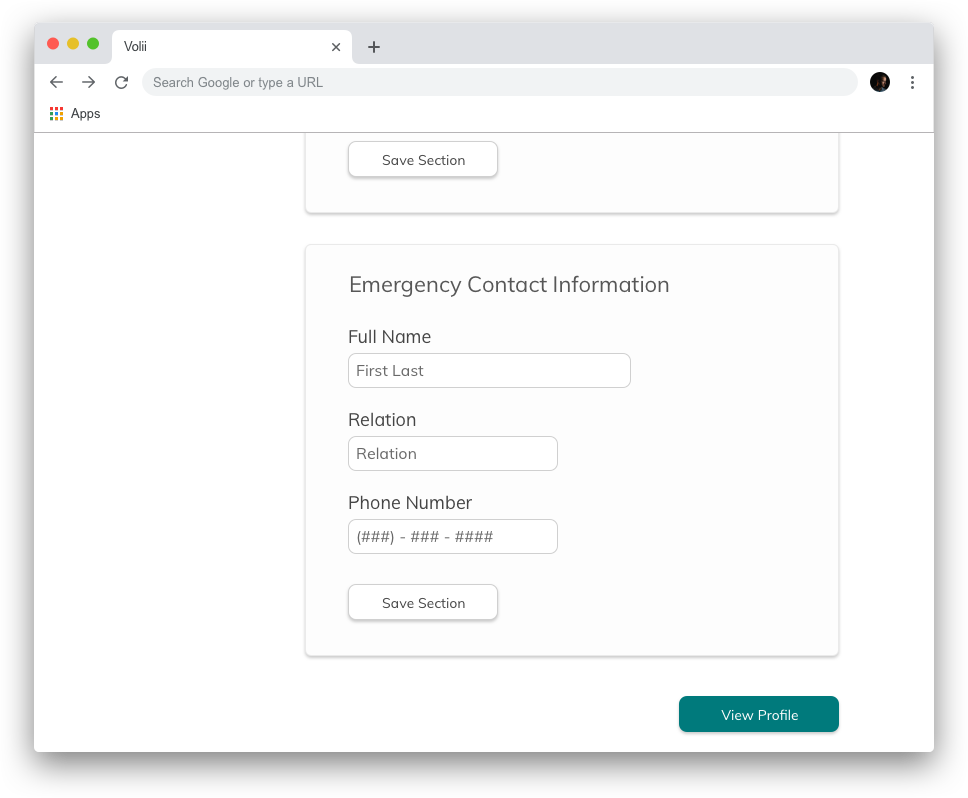 Volii
Search Google or type a URL
Apps
Save Section
Emergency Contact Information
Full Name
First Last
Relation
Relation
Phone Number
(###) - ### - ####
Save Section
View Profile